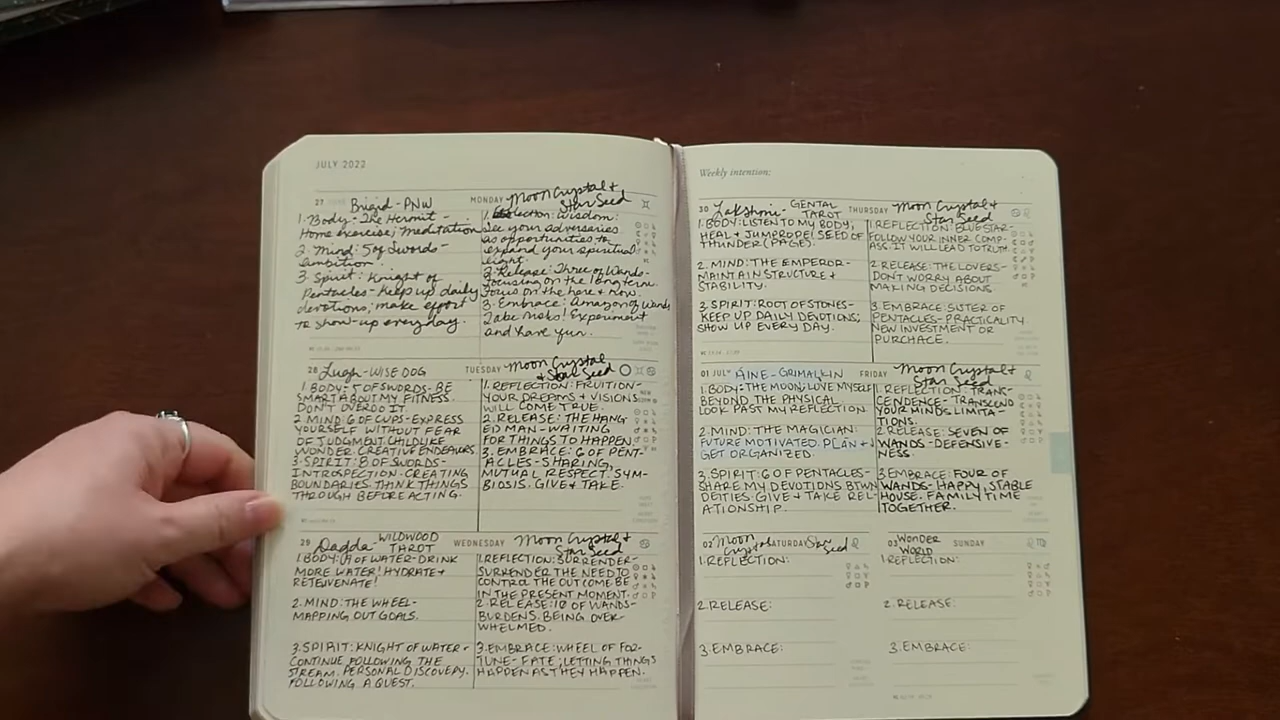 JULY 2022
27
Brigid - PNW
MONDAY
Moon Crystal +
Star Seed
1. Body - The Hermit -
Home exercise; Meditation
2. Mind: 5 of Swords -
ambition.
3. Spirit: Knight of
Pentacles - Keep up daily
devotions; make effort
to show-up everyday.
1. Reflection: Wisdom:
See your adversaries
as opportunities to
expand your spiritual
light.
2. Release: Three of Wands -
Focusing on the long term.
Focus on the here & now.
3. Embrace: Amazon of Wands
Take risks! Experiment
and have fun.
28
Lugh - WISE DOG
TUESDAY
Moon Crystal
+ Star Seed
1. BODY - 5 OF SWORDS - BE
SMART ABOUT MY FITNESS.
DON'T OVERDO IT.
2 MIND 6 OF CUPS - EXPRESS
YOURSELF WITHOUT FEAR
OF JUDGMENT. CHILDLIKE
WONDER. CREATIVE ENDEAVORS.
3. SPIRIT: 8 OF SWORDS -
INTROSPECTION. CREATING
BOUNDARIES. THINK THINGS
THROUGH BEFORE ACTING.
1. REFLECTION: FRUITION -
YOUR DREAMS + VISIONS
WILL COME TRUE.
2. RELEASE: THE HANG
ED MAN - WAITING
FOR THINGS TO HAPPEN
3. EMBRACE: 6 OF PENT-
ACLES - SHARING,
MUTUAL RESPECT SYM-
BIOSIS. GIVE + TAKE.
29
Dagda - WILDWOOD
TAROT
WEDNESDAY
Moon Crystal +
Star Seed
1. BODY: OF WATER - DRINK
MORE WATER! HYDRATE +
REJEUVENATE!
2. MIND: THE WHEEL -
MAPPING OUT GOALS.
3. SPIRIT: KNIGHT OF WATER -
CONTINUE FOLLOWING THE
STREAM. PERSONAL DISCOVERY.
FOLLOWING A QUEST.
1. REFLECTION: SURRENDER -
SURRENDER THE NEED TO
CONTROL THE OUTCOME BE
IN THE PRESENT MOMENT.
2. RELEASE: 10 OF WANDS -
BURDENS. BEING OVER-
WHELMED.
3. EMBRACE: WHEEL OF FOR-
TUNE - FATE; LETTING THINGS
HAPPEN AS THEY HAPPEN.
Weekly intention:
30
Lakshmi - GENTAL
TAROT
THURSDAY
Moon Crystal +
Star Seed
1. BODY: LISTEN TO MY BODY;
HEAL + JUMPROPE! SEED OF
THUNDER (PAGE).
2. MIND: THE EMPEROR -
MAINTAIN STRUCTURE +
STABILITY.
3. SPIRIT: ROOT OF STONES -
KEEP UP DAILY DEVOTIONS;
SHOW UP EVERY DAY.
1. REFLECTION: BLUE STAR -
FOLLOW YOUR INNER COMP-
ASS. IT WILL LEAD TO TRUTH
2. RELEASE: THE LOVERS -
DON'T WORRY ABOUT
MAKING DECISIONS.
3. EMBRACE: SISTER OF
PENTACLES - PRACTICALITY.
NEW INVESTMENT OR
PURCHACE.
01 JULY
ÁINE - GRIMALKIN
FRIDAY
Moon Crystal +
Star Seed
1. BODY: THE MOON; LOVE MYSELF
BEYOND THE PHYSICAL.
LOOK PAST MY REFLECTION.
2. MIND: THE MAGICIAN:
FUTURE MOTIVATED. PLAN +
GET ORGANIZED.
3. SPIRIT: 6 OF PENTACLES -
SHARE MY DEVOTIONS BTWN
DEITIES. GIVE + TAKE REL-
ATIONSHIP.
1. REFLECTION: TRANS-
CENDENCE - TRANSCEND
YOUR MINDS LIMITA-
TIONS.
2. RELEASE: SEVEN OF
WANDS - DEFENSIVE-
NESS.
3. EMBRACE: FOUR OF
WANDS - HAPPY, STABLE
HOUSE. FAMILY TIME
TOGETHER.
02 Moon
Crystal SATURDAY Star Seed
1. REFLECTION:
2. RELEASE:
3. EMBRACE:
03 WONDER
WORLD
SUNDAY
1. REFLECTION:
2. RELEASE:
3. EMBRACE: